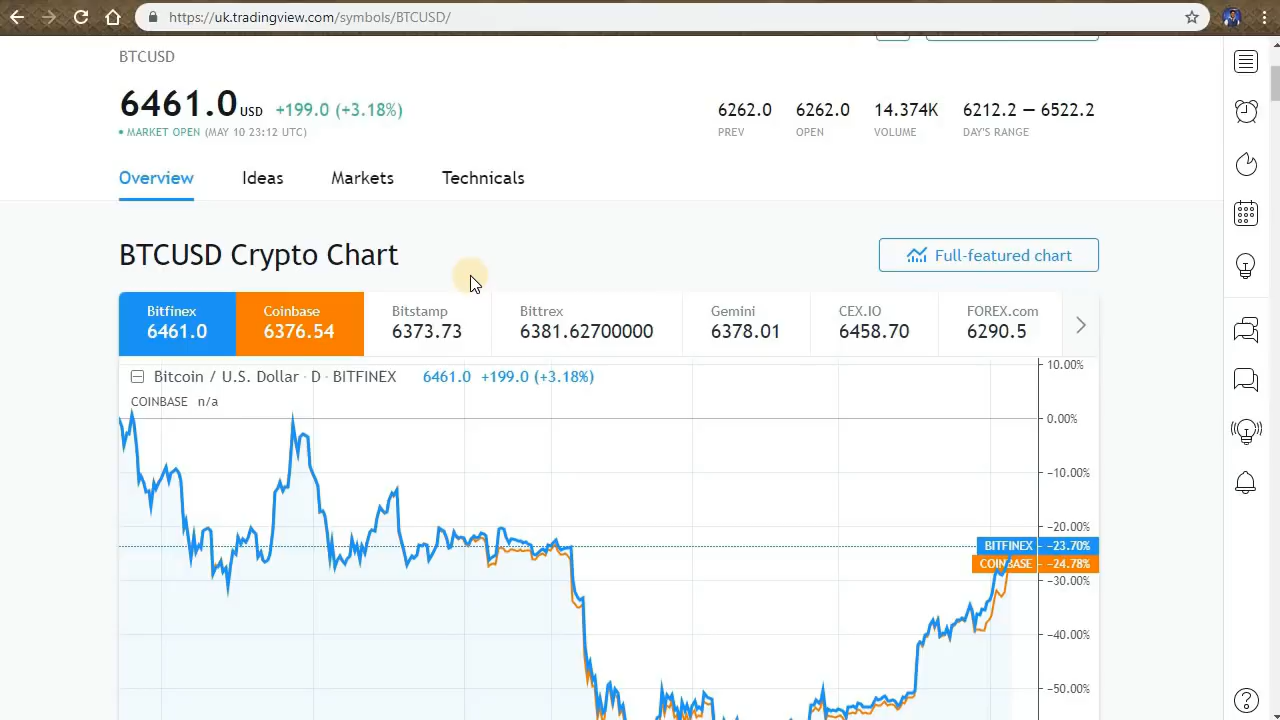 https://uk.tradingview.com/symbols/BTCUSD/
BTCUSD
6461.0 USD +199.0 (+3.18%)
6262.0 6262.0 14.374K 6212.2 — 6522.2
• MARKET OPEN (MAY 10 23:12 UTC)
PREV OPEN VOLUME DAY'S RANGE
Overview Ideas Markets Technicals
BTCUSD Crypto Chart
Full-featured chart
Bitfinex Coinbase Bitstamp Bittrex Gemini CEX.IO FOREX.com
6461.0 6376.54 6373.73 6381.62700000 6378.01 6458.70 6290.5
Bitcoin / U.S. Dollar · D · BITFINEX 6461.0 +199.0 (+3.18%)
COINBASE n/a
10.00%
0.00%
−10.00%
−20.00%
BITFINEX −23.70%
COINBASE −24.78%
−30.00%
−40.00%
−50.00%